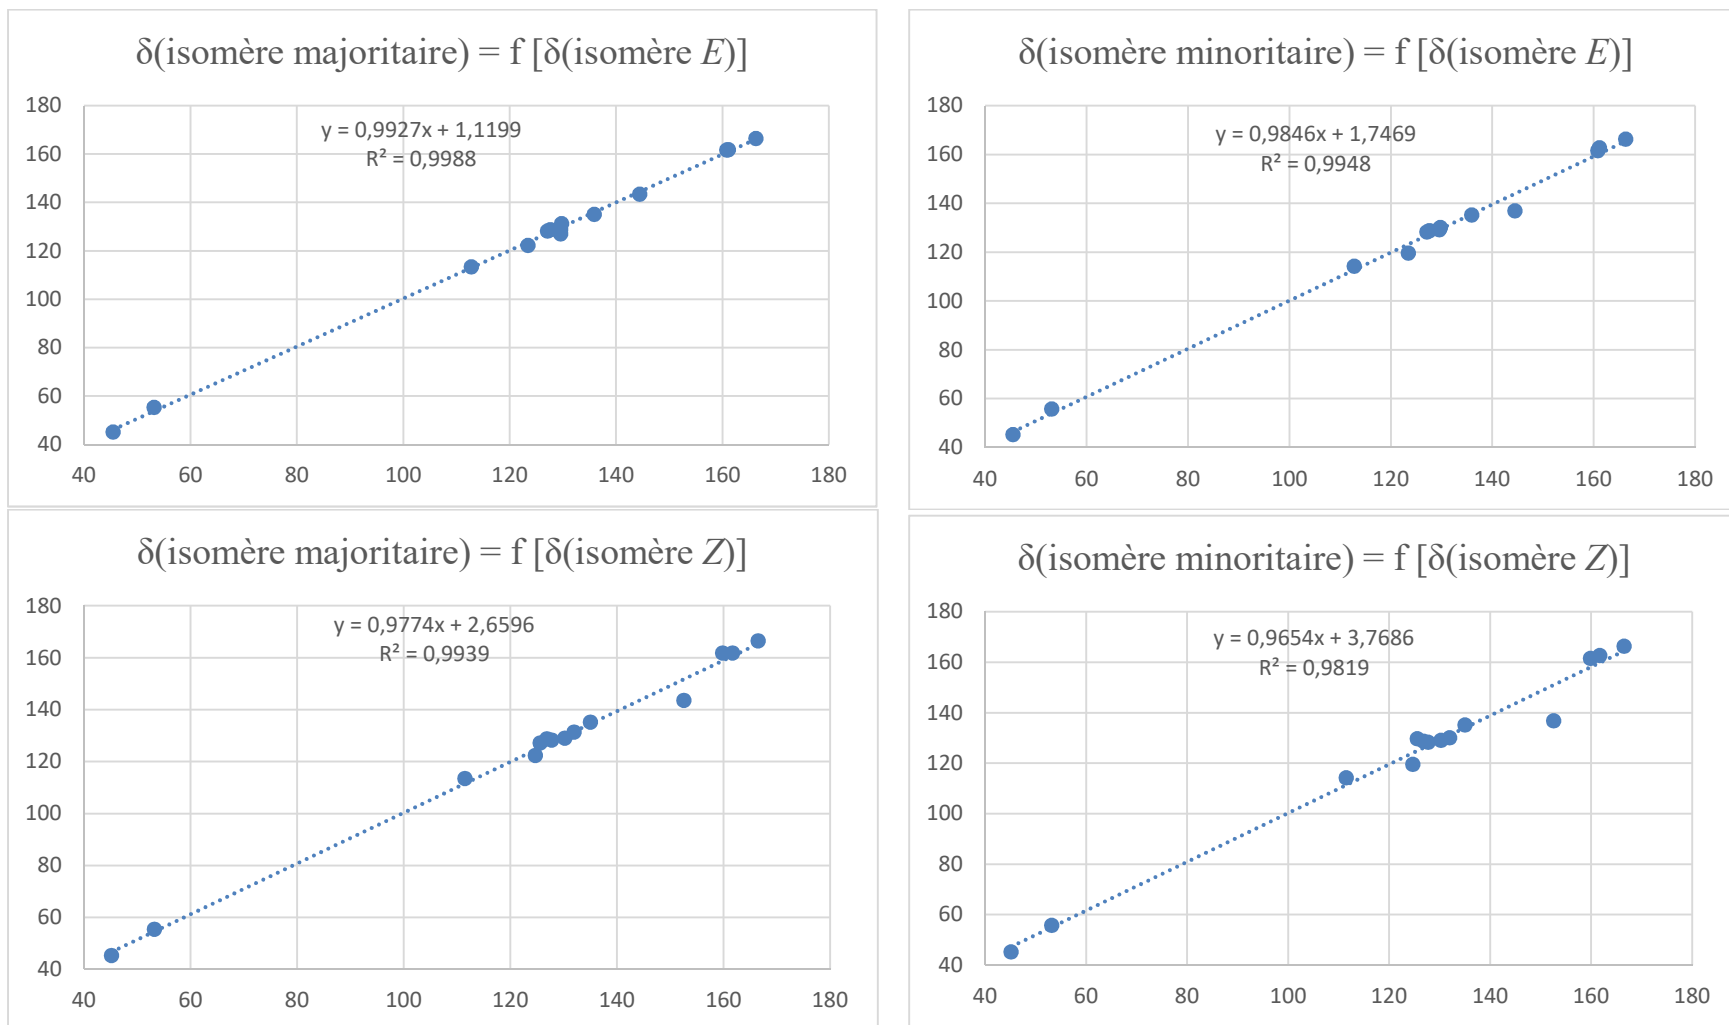 δ(isomère majoritaire) = f [δ(isomère E)]
y = 0,9927x + 1,1199
R² = 0,9988
180
160
140
120
100
80
60
40
40 60 80 100 120 140 160 180
δ(isomère minoritaire) = f [δ(isomère E)]
y = 0,9846x + 1,7469
R² = 0,9948
180
160
140
120
100
80
60
40
40 60 80 100 120 140 160 180
δ(isomère majoritaire) = f [δ(isomère Z)]
y = 0,9774x + 2,6596
R² = 0,9939
180
160
140
120
100
80
60
40
40 60 80 100 120 140 160 180
δ(isomère minoritaire) = f [δ(isomère Z)]
y = 0,9654x + 3,7686
R² = 0,9819
180
160
140
120
100
80
60
40
40 60 80 100 120 140 160 180